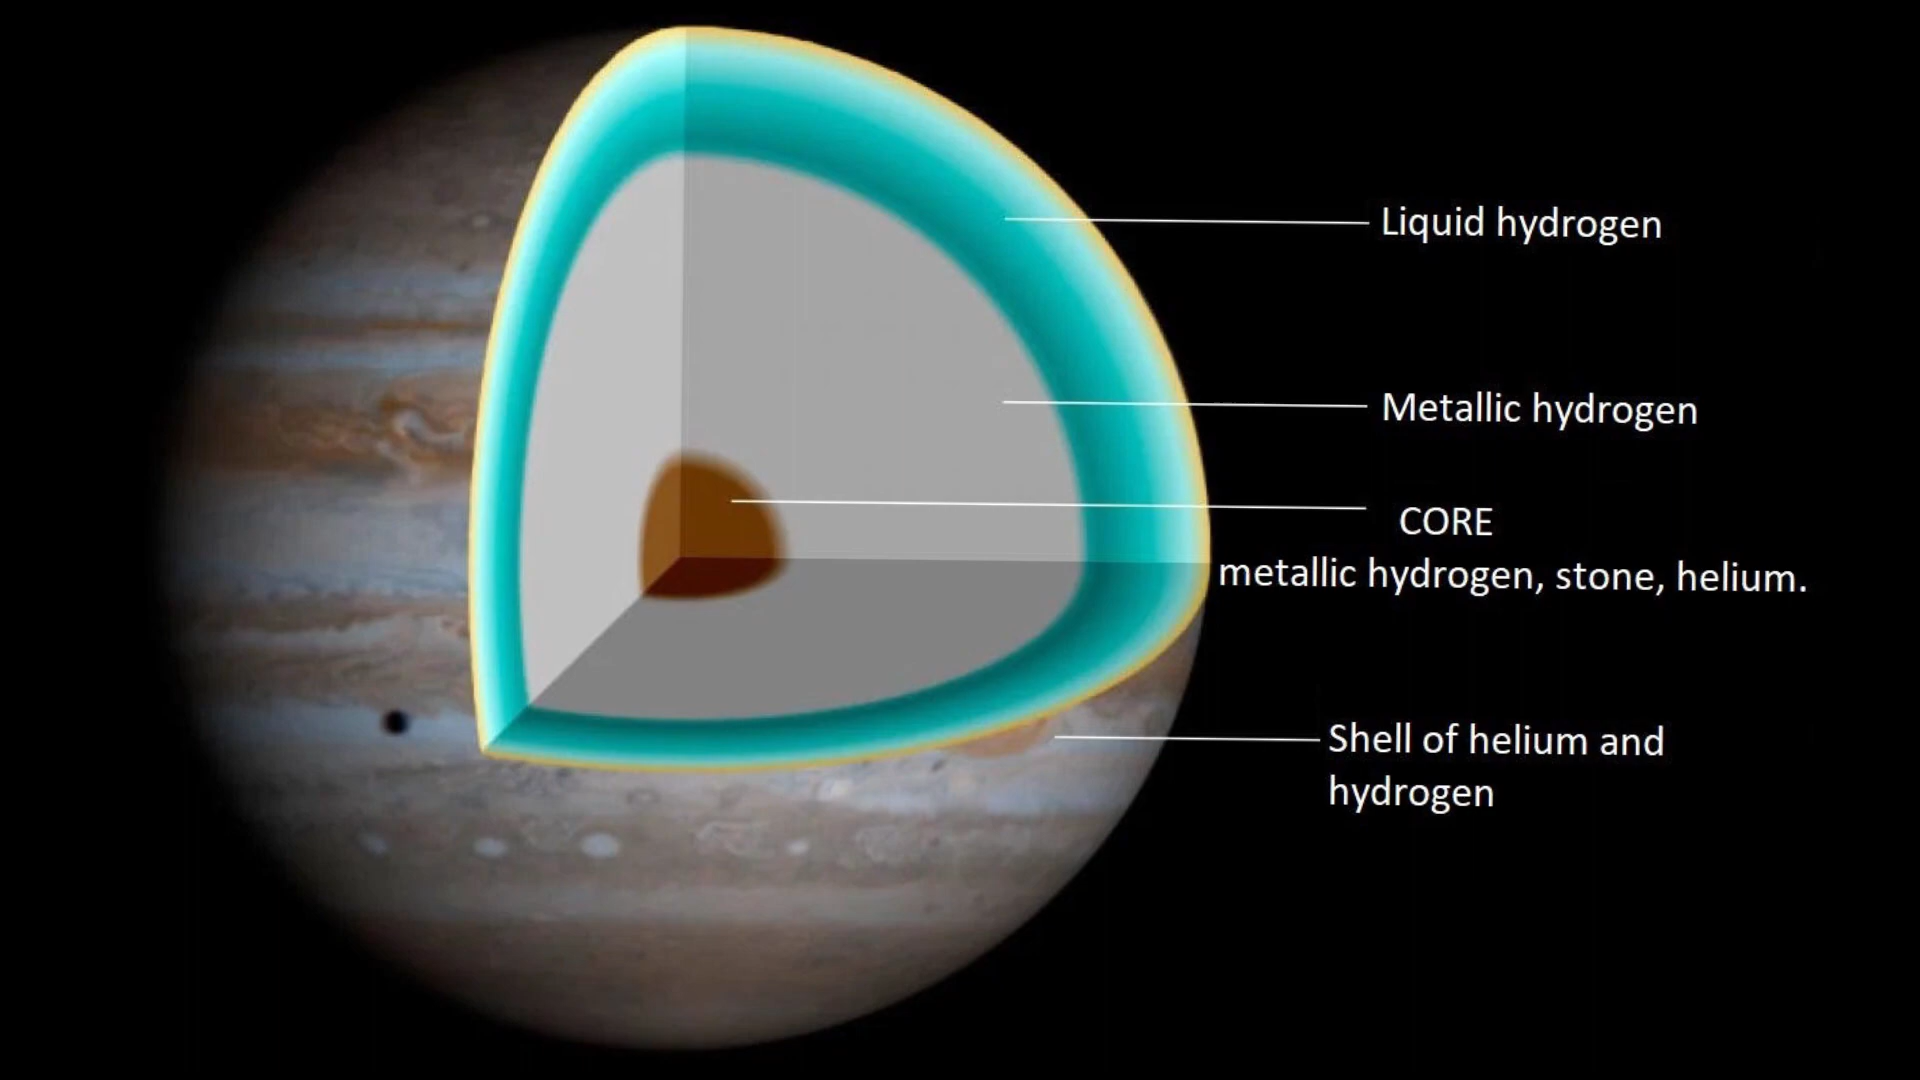 Liquid hydrogen
Metallic hydrogen
CORE
metallic hydrogen, stone, helium.
Shell of helium and
hydrogen